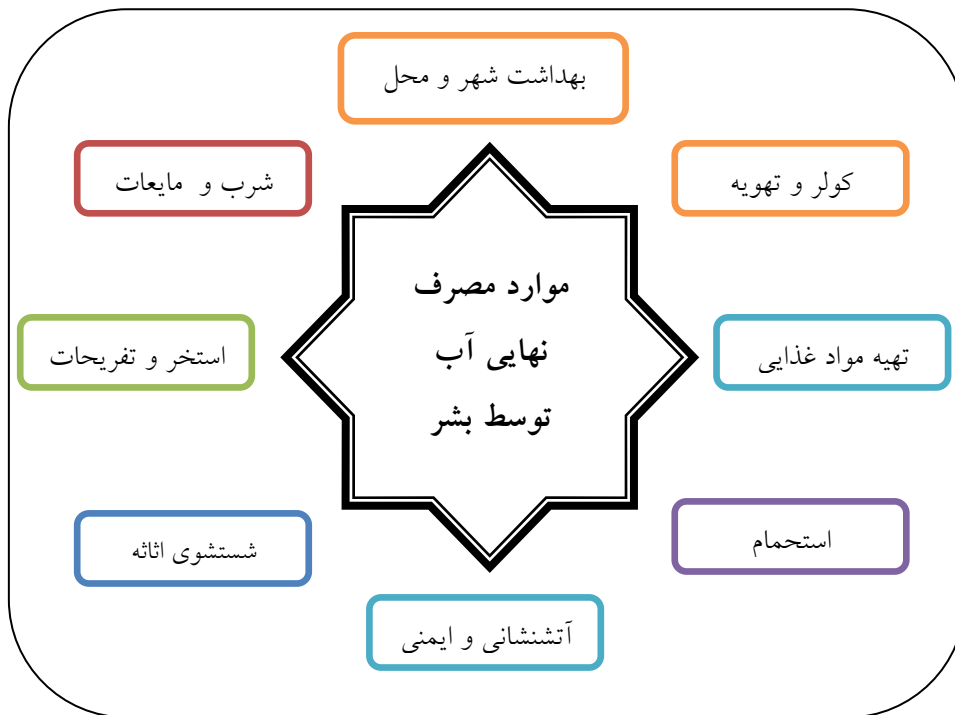 بهداشت شهر و محل
کولر و تهویه
شرب و مایعات
موارد مصرف
نهایی آب
توسط بشر
تهیه مواد غذایی
استخر و تفریحات
استحمام
شستشوی اثاثه
آتشنشانی و ایمنی